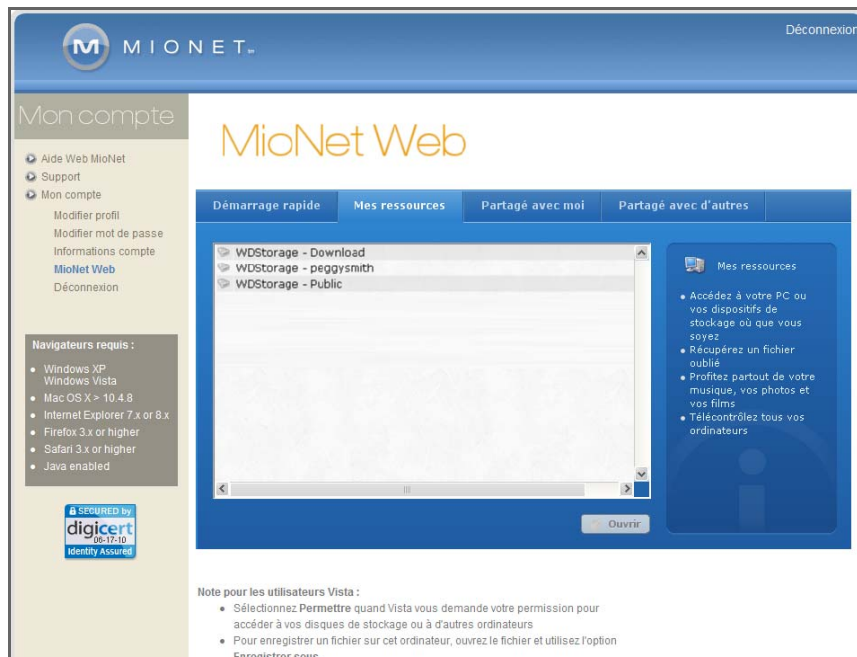 Déconnexion
M MIONET
Mon compte
Aide Web MioNet
Support
Mon compte
Modifier profil
Modifier mot de passe
Informations compte
MioNet Web
Déconnexion
Navigateurs requis :
Windows XP
Windows Vista
Mac OS X > 10.4.8
Internet Explorer 7.x or 8.x
Firefox 3.x or higher
Safari 3.x or higher
Java enabled
SECURED by
digicert
06-17-10
Identity Assured
MioNet Web
Démarrage rapide
Mes ressources
Partagé avec moi
Partagé avec d'autres
WDStorage - Download
WDStorage - peggysmith
WDStorage - Public
Ouvrir
Mes ressources
Accédez à votre PC ou
vos dispositifs de
stockage où que vous
soyez
Récupérez un fichier
oublié
Profitez partout de votre
musique, vos photos et
vos films
Télécontrôlez tous vos
ordinateurs
Note pour les utilisateurs Vista :
Sélectionnez Permettre quand Vista vous demande votre permission pour
accéder à vos disques de stockage ou à d'autres ordinateurs
Pour enregistrer un fichier sur cet ordinateur, ouvrez le fichier et utilisez l'option
Enregistrer sous